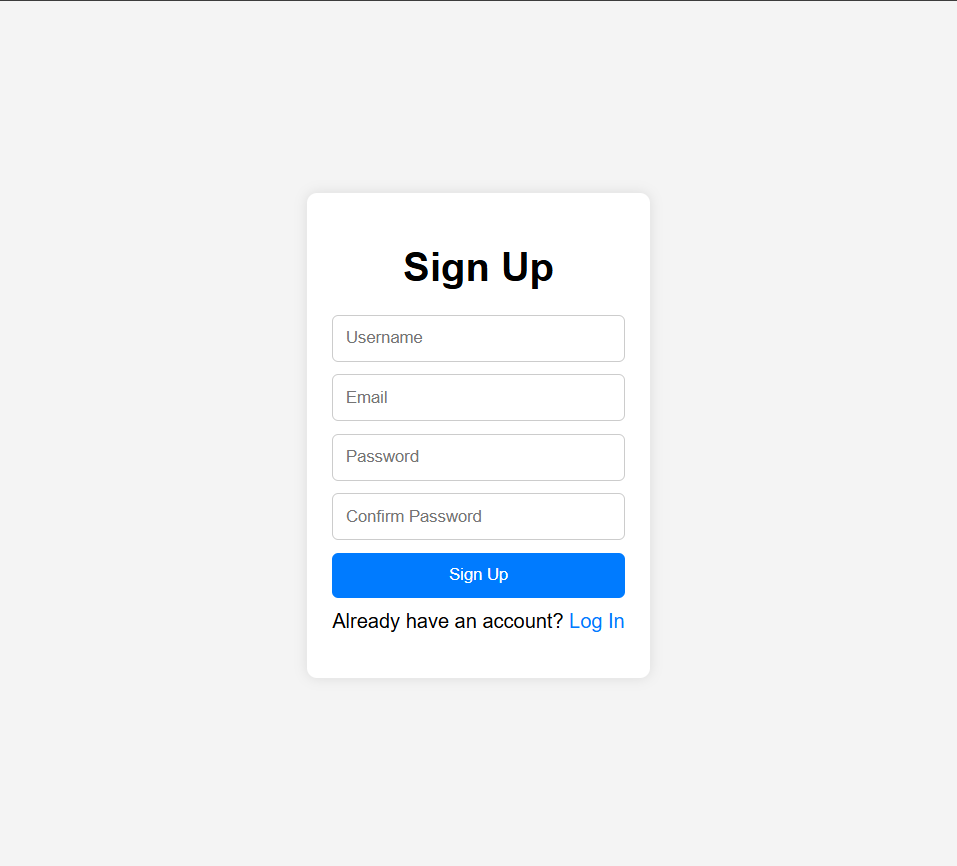 Sign Up
Username
Email
Password
Confirm Password
Sign Up
Already have an account? Log In